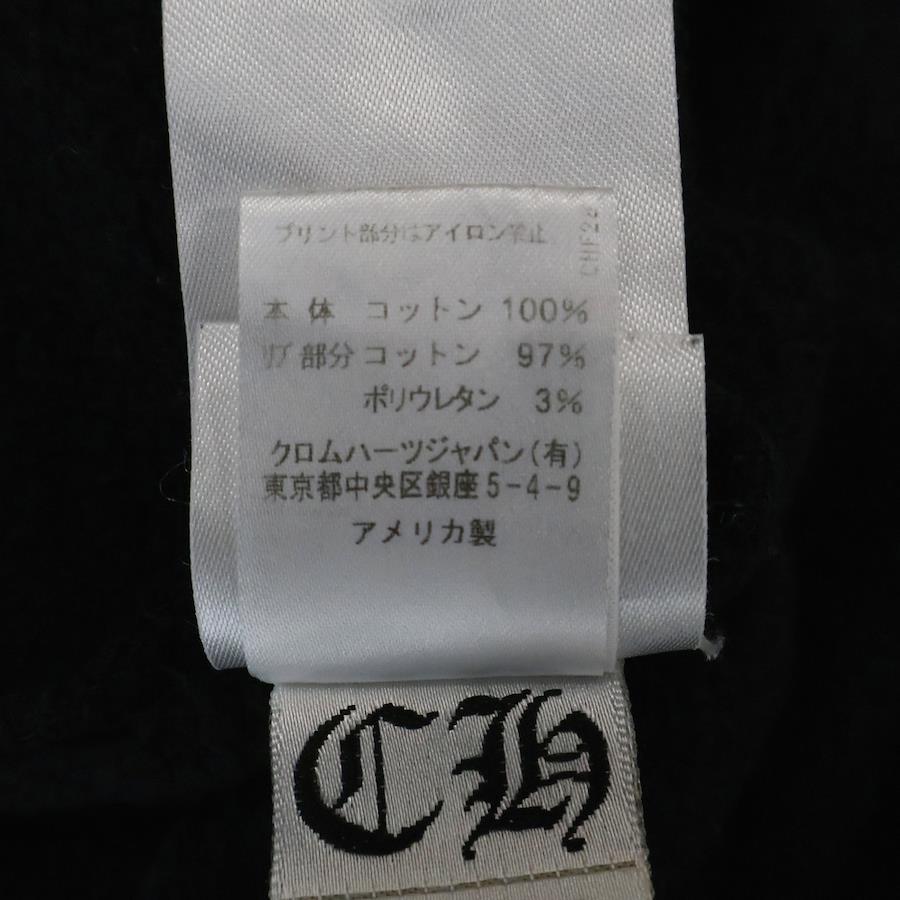 プリント部分はアイロン禁止
本体 コットン 100%
リブ部分 コットン 97%
ポリウレタン 3%
クロムハーツジャパン(有)
東京都中央区銀座5-4-9
アメリカ製
CH